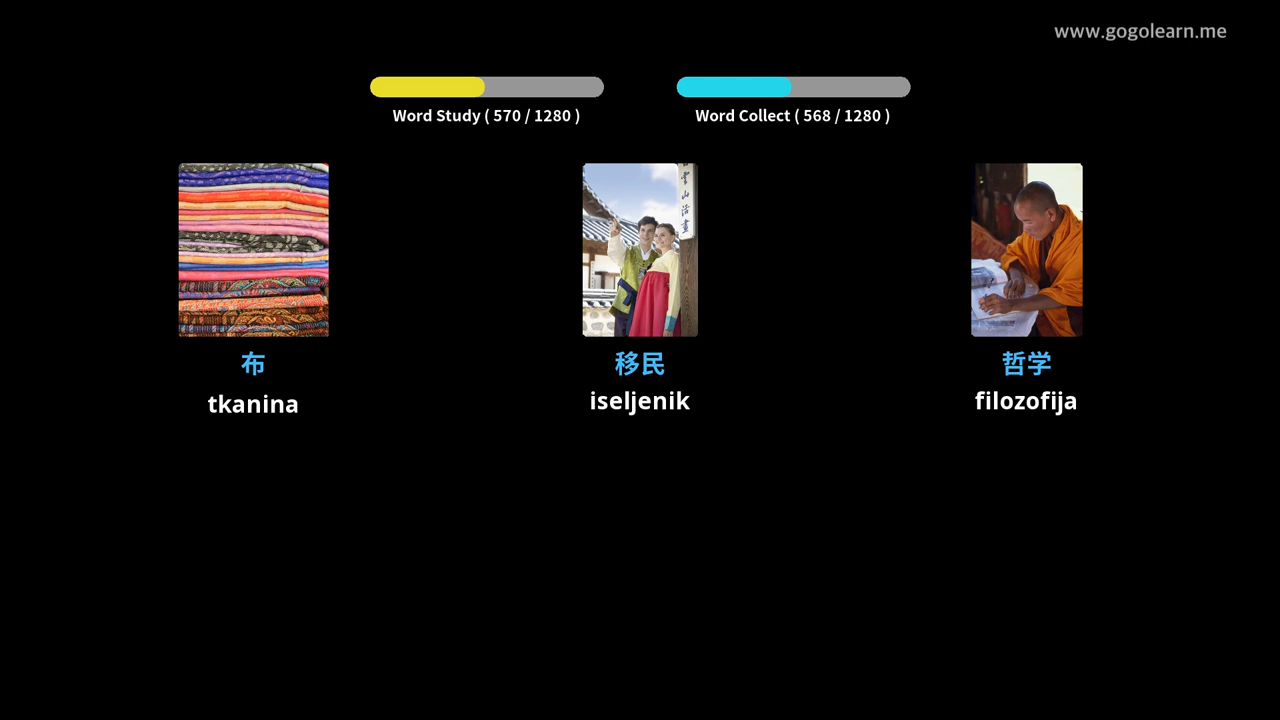 www.gogolearn.me
Word Study ( 570 / 1280 )
Word Collect ( 568 / 1280 )
布
移民
哲学
tkanina
iseljenik
filozofija